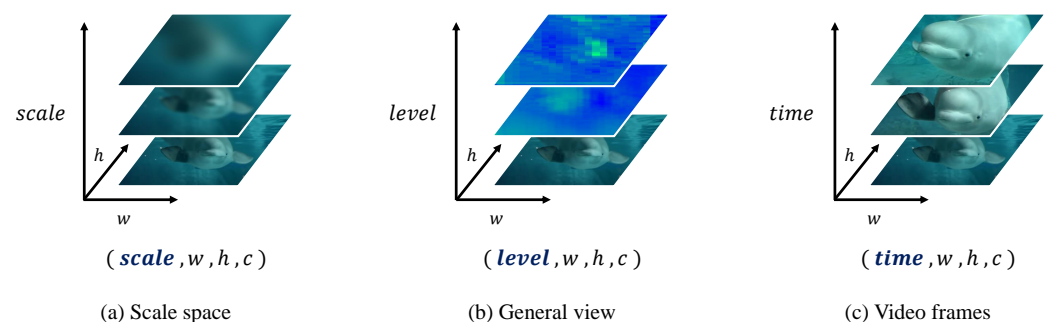 scale
h
w
( scale , w , h , c )
(a) Scale space
level
h
w
( level , w , h , c )
(b) General view
time
h
w
( time , w , h , c )
(c) Video frames